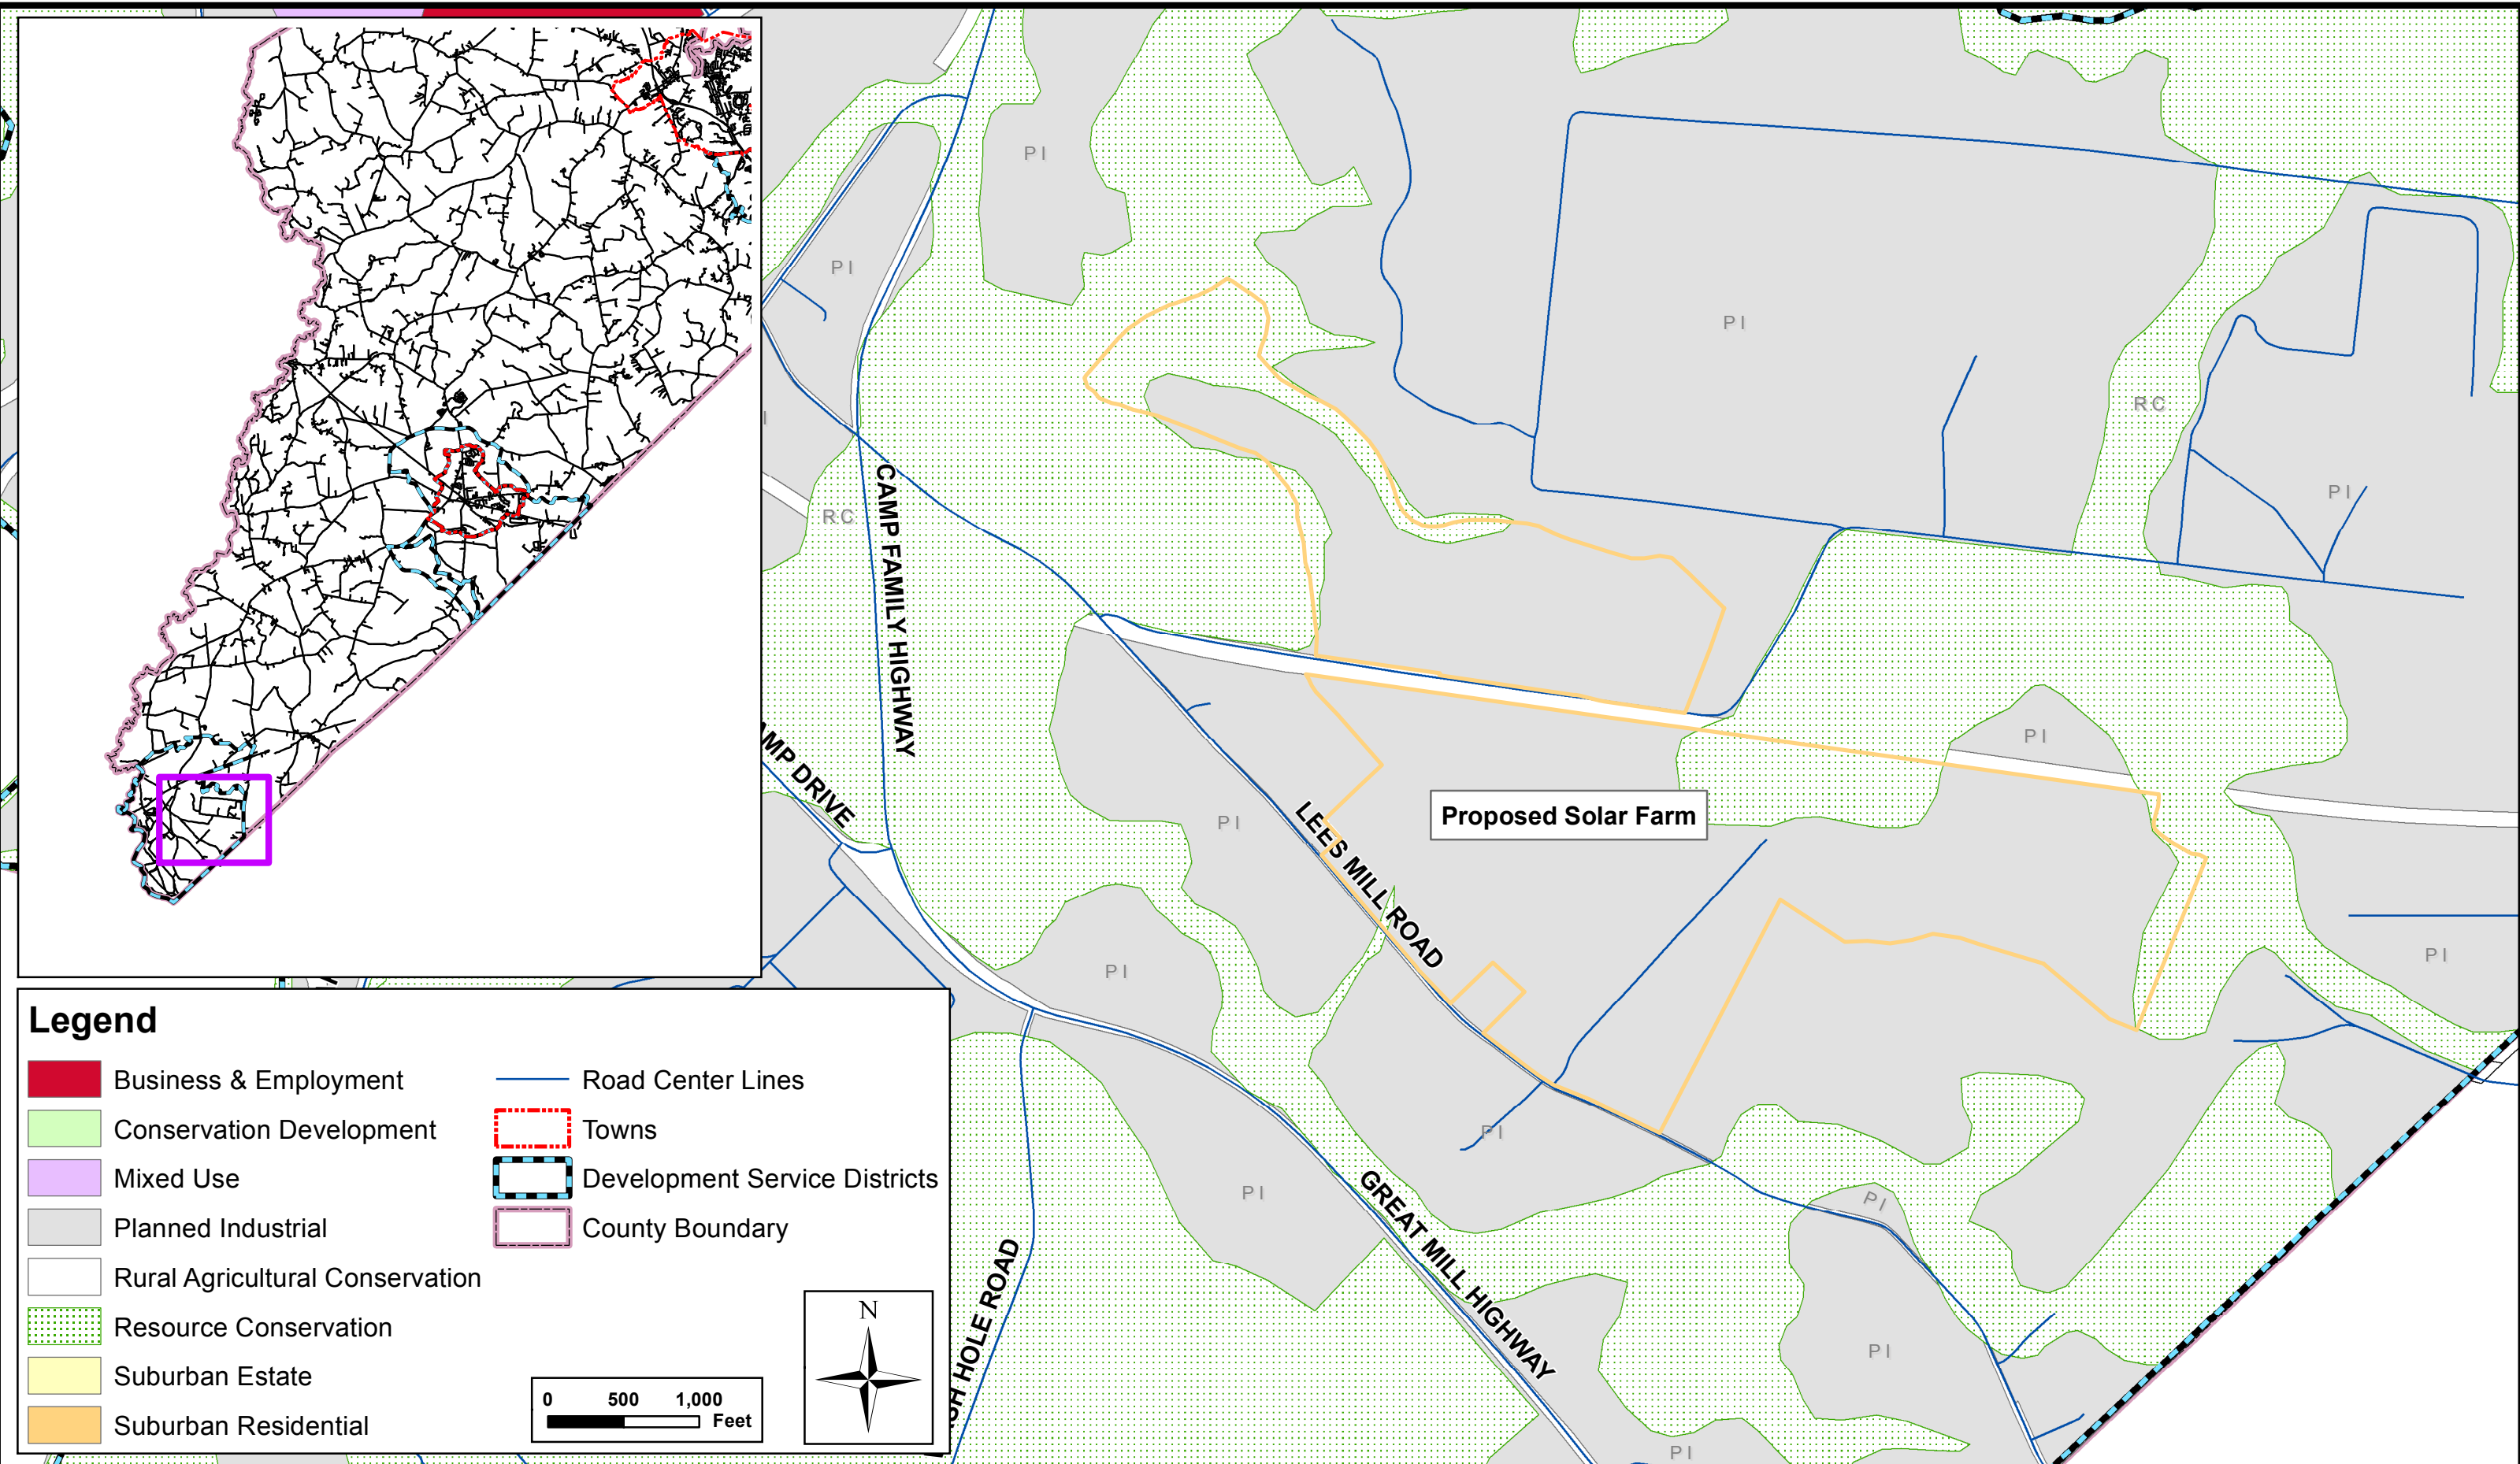 PI
PI
PI
RC
PI
RC
CAMP FAMILY HIGHWAY
PI
AMP DRIVE
PI
LEES MILL ROAD
Proposed Solar Farm
PI
PI
PI
PI
GREAT MILL HIGHWAY
PI
PI
HOLE ROAD
PI
Legend
Business & Employment
Conservation Development
Mixed Use
Planned Industrial
Rural Agricultural Conservation
Resource Conservation
Suburban Estate
Suburban Residential
Road Center Lines
Towns
Development Service Districts
County Boundary
N
0 500 1,000
Feet